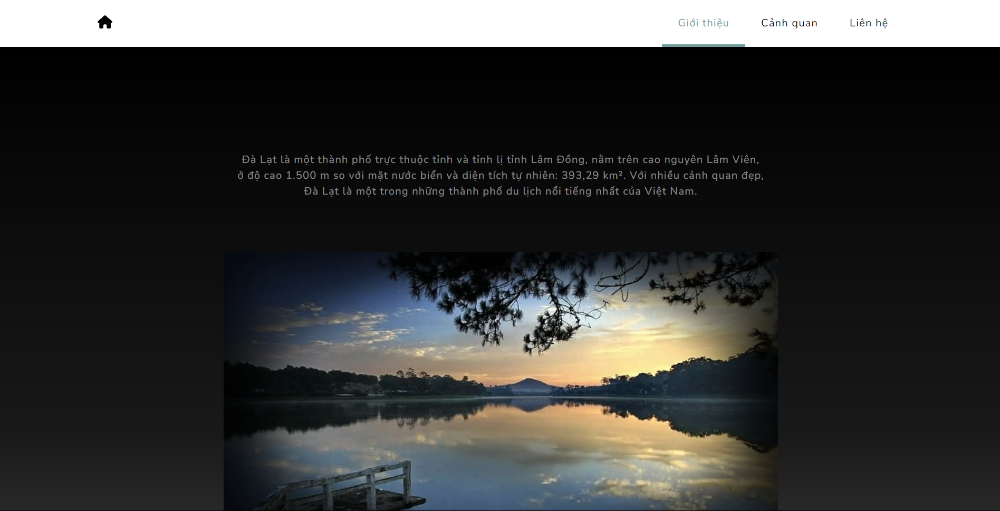 Giới thiệu
Cảnh quan
Liên hệ
Đà Lạt là một thành phố trực thuộc tỉnh và tỉnh lị tỉnh Lâm Đồng, nằm trên cao nguyên Lâm Viên,
ở độ cao 1.500 m so với mặt nước biển và diện tích tự nhiên: 393,29 km². Với nhiều cảnh quan đẹp,
Đà Lạt là một trong những thành phố du lịch nổi tiếng nhất của Việt Nam.